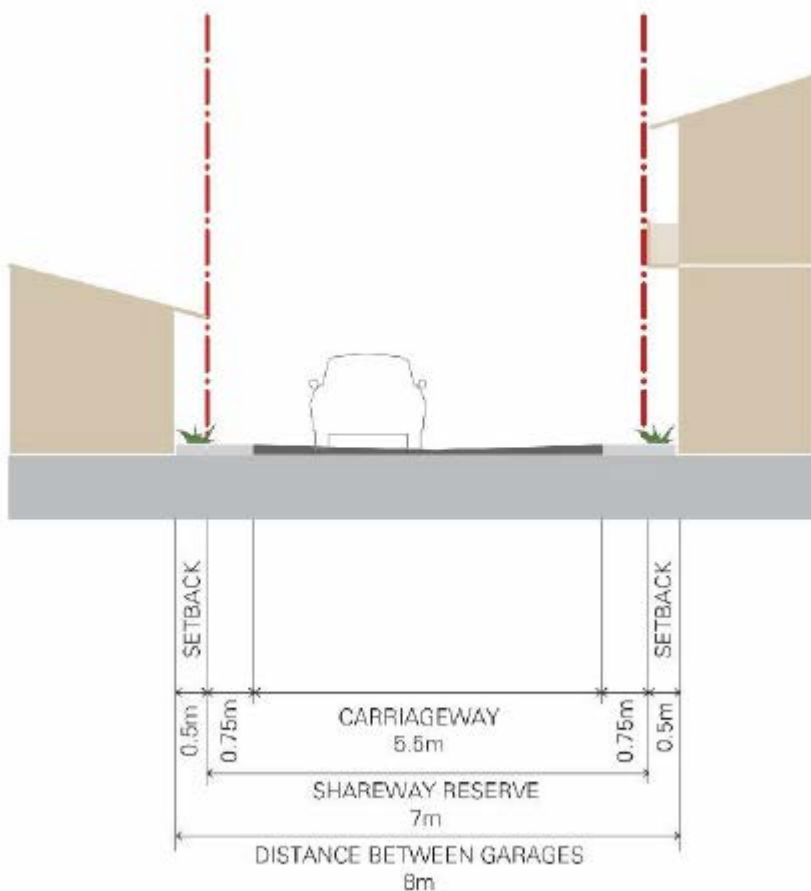 SETBACK
SETBACK
0.5m
0.75m
CARRIAGEWAY
5.5m
0.75m
0.5m
SHAREWAY RESERVE
7m
DISTANCE BETWEEN GARAGES
8m